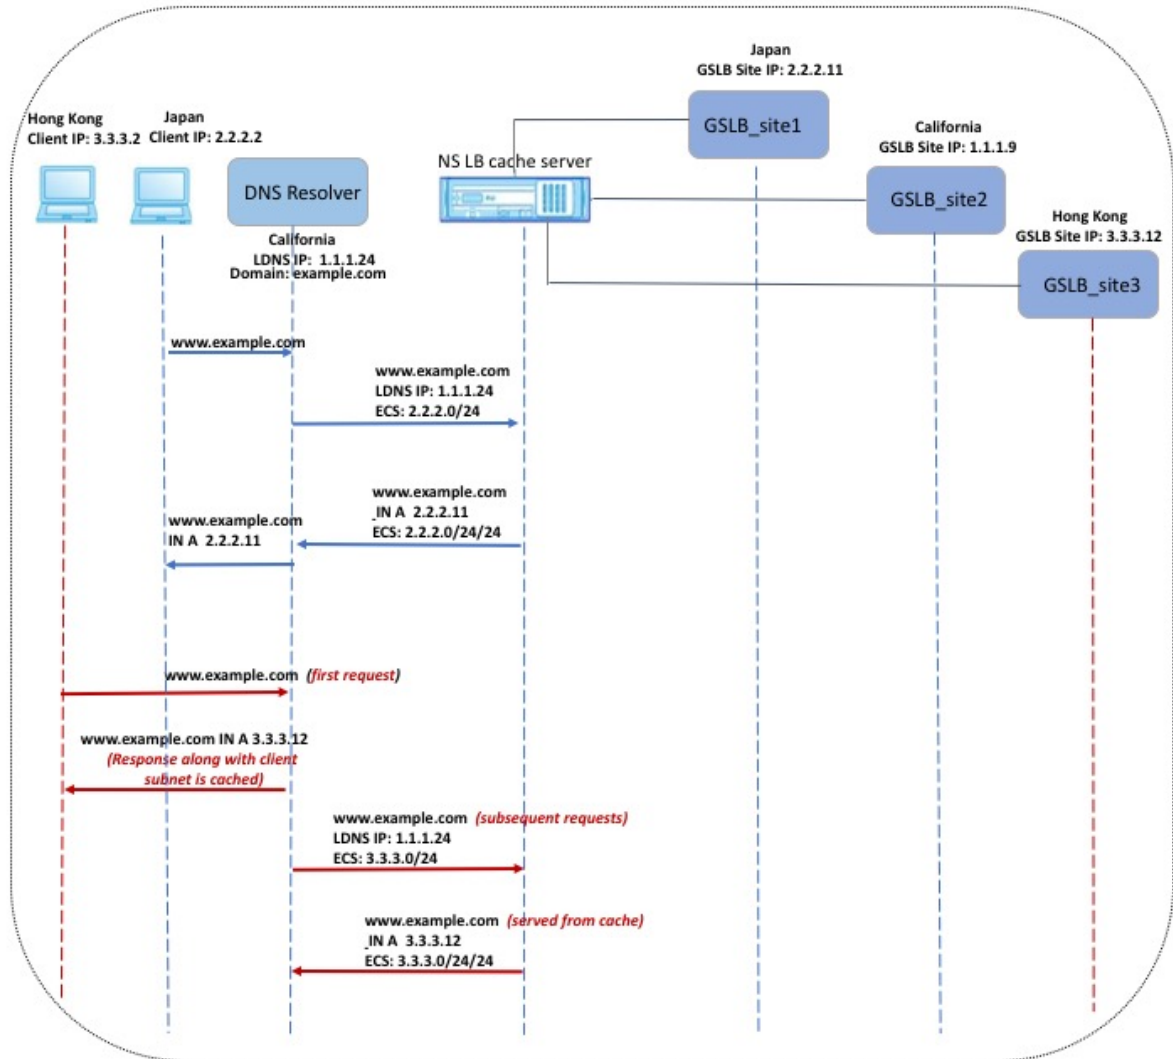 Japan
GSLB Site IP: 2.2.2.11
GSLB_site1
Hong Kong
Client IP: 3.3.3.2
Japan
Client IP: 2.2.2.2
DNS Resolver
NS LB cache server
California
GSLB Site IP: 1.1.1.9
GSLB_site2
Hong Kong
GSLB Site IP: 3.3.3.12
GSLB_site3
California
LDNS IP: 1.1.1.24
Domain: example.com
www.example.com
www.example.com
LDNS IP: 1.1.1.24
ECS: 2.2.2.0/24
www.example.com
_IN A 2.2.2.11
ECS: 2.2.2.0/24/24
www.example.com
IN A 2.2.2.11
www.example.com (first request)
www.example.com IN A 3.3.3.12
(Response along with client
subnet is cached)
www.example.com (subsequent requests)
LDNS IP: 1.1.1.24
ECS: 3.3.3.0/24
www.example.com (served from cache)
_IN A 3.3.3.12
ECS: 3.3.3.0/24/24